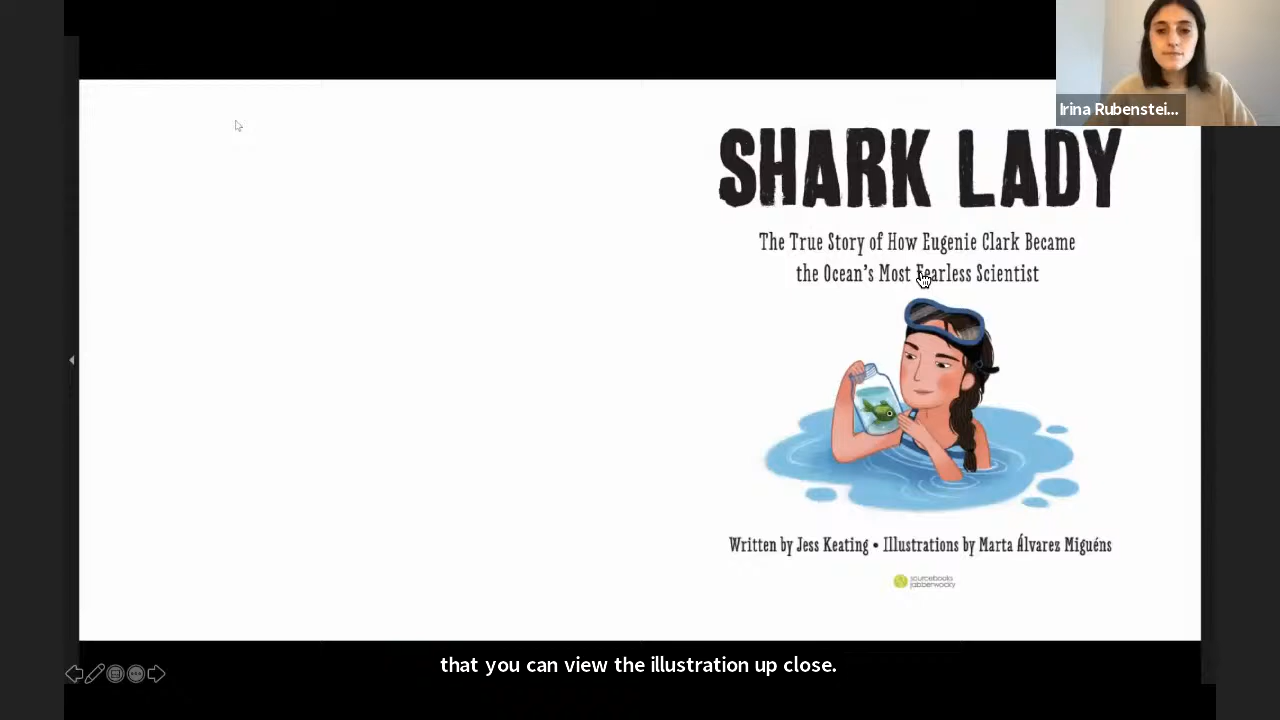 Irina Rubenstei...
SHARK LADY
The True Story of How Eugenie Clark Became
the Ocean's Most Fearless Scientist
Written by Jess Keating • Illustrations by Marta Álvarez Miguéns
sourcebooks
jabberwocky
that you can view the illustration up close.